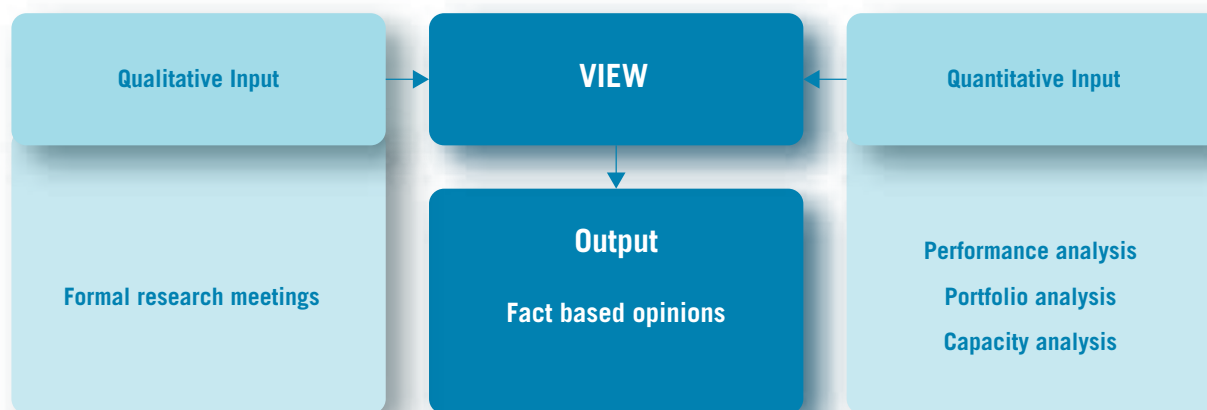 Qualitative Input
Formal research meetings
VIEW
Output
Fact based opinions
Quantitative Input
Performance analysis
Portfolio analysis
Capacity analysis